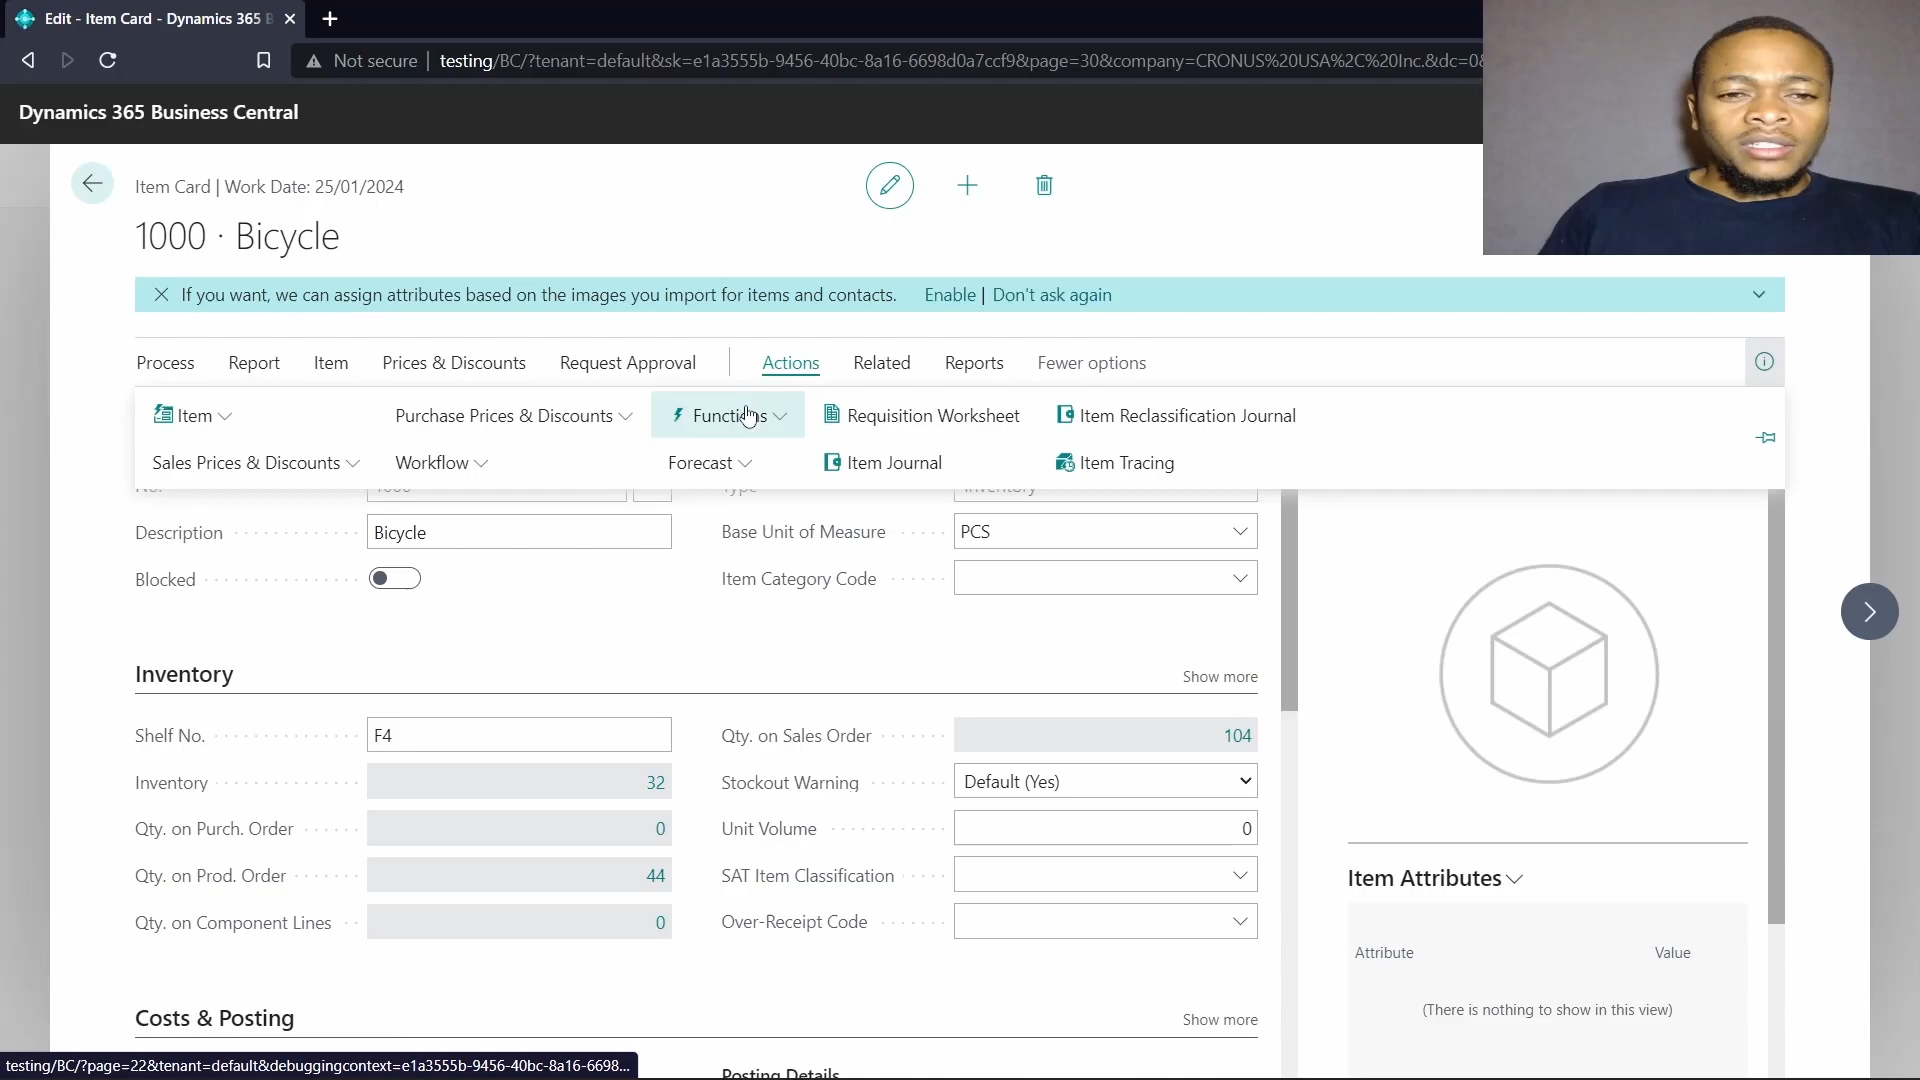 Edit - Item Card - Dynamics 365 B
Not secure | testing/BC/?tenant=default&sk=e1a3555b-9456-40bc-8a16-6698d0a7ccf9&page=30&company=CRONUS%20USA%2C%20Inc.&dc=0&
Dynamics 365 Business Central
Item Card | Work Date: 25/01/2024
1000 · Bicycle
If you want, we can assign attributes based on the images you import for items and contacts. Enable | Don't ask again
Process Report Item Prices & Discounts Request Approval Actions Related Reports Fewer options
Item Purchase Prices & Discounts Functions Requisition Worksheet Item Reclassification Journal
Sales Prices & Discounts Workflow Forecast Item Journal Item Tracing
No. 1000 Type Inventory
Description Bicycle Base Unit of Measure PCS
Blocked Item Category Code
Inventory Show more
Shelf No. F4 Qty. on Sales Order 104
Inventory 32 Stockout Warning Default (Yes)
Qty. on Purch. Order 0 Unit Volume 0
Qty. on Prod. Order 44 SAT Item Classification
Qty. on Component Lines 0 Over-Receipt Code
Item Attributes
Attribute Value
(There is nothing to show in this view)
Costs & Posting Show more
Posting Details
testing/BC/?page=22&tenant=default&debuggingcontext=e1a3555b-9456-40bc-8a16-6698...